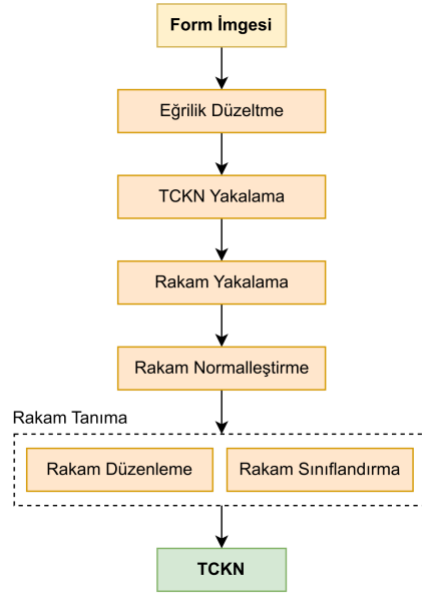 Form İmgesi
Eğrilik Düzeltme
TCKN Yakalama
Rakam Yakalama
Rakam Normalleştirme
Rakam Tanıma
Rakam Düzenleme
Rakam Sınıflandırma
TCKN